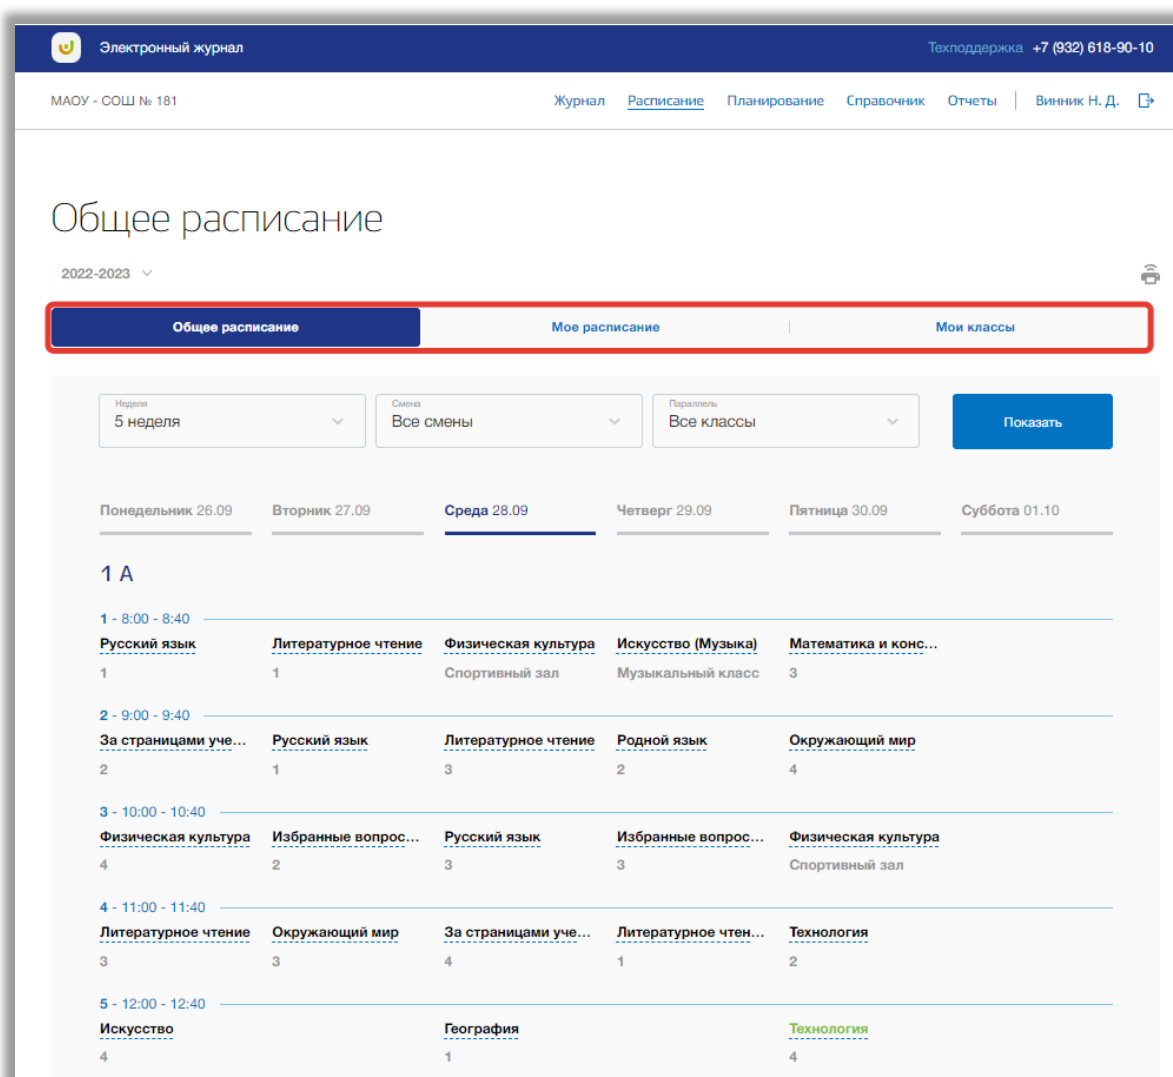 Электронный журнал Техподдержка +7 (932) 618-90-10
МАОУ - СОШ № 181 Журнал Расписание Планирование Справочник Отчеты Винник Н. Д.
Общее расписание
2022-2023
Общее расписание Мое расписание Мои классы
Неделя Смена Параллель
5 неделя Все смены Все классы Показать
Понедельник 26.09 Вторник 27.09 Среда 28.09 Четверг 29.09 Пятница 30.09 Суббота 01.10
1 А
1 - 8:00 - 8:40
Русский язык Литературное чтение Физическая культура Искусство (Музыка) Математика и конс...
1 1 Спортивный зал Музыкальный класс 3
2 - 9:00 - 9:40
За страницами уче... Русский язык Литературное чтение Родной язык Окружающий мир
2 1 3 2 4
3 - 10:00 - 10:40
Физическая культура Избранные вопрос... Русский язык Избранные вопрос... Физическая культура
4 2 3 3 Спортивный зал
4 - 11:00 - 11:40
Литературное чтение Окружающий мир За страницами уче... Литературное чтен... Технология
3 3 4 1 2
5 - 12:00 - 12:40
Искусство География Технология
4 1 4